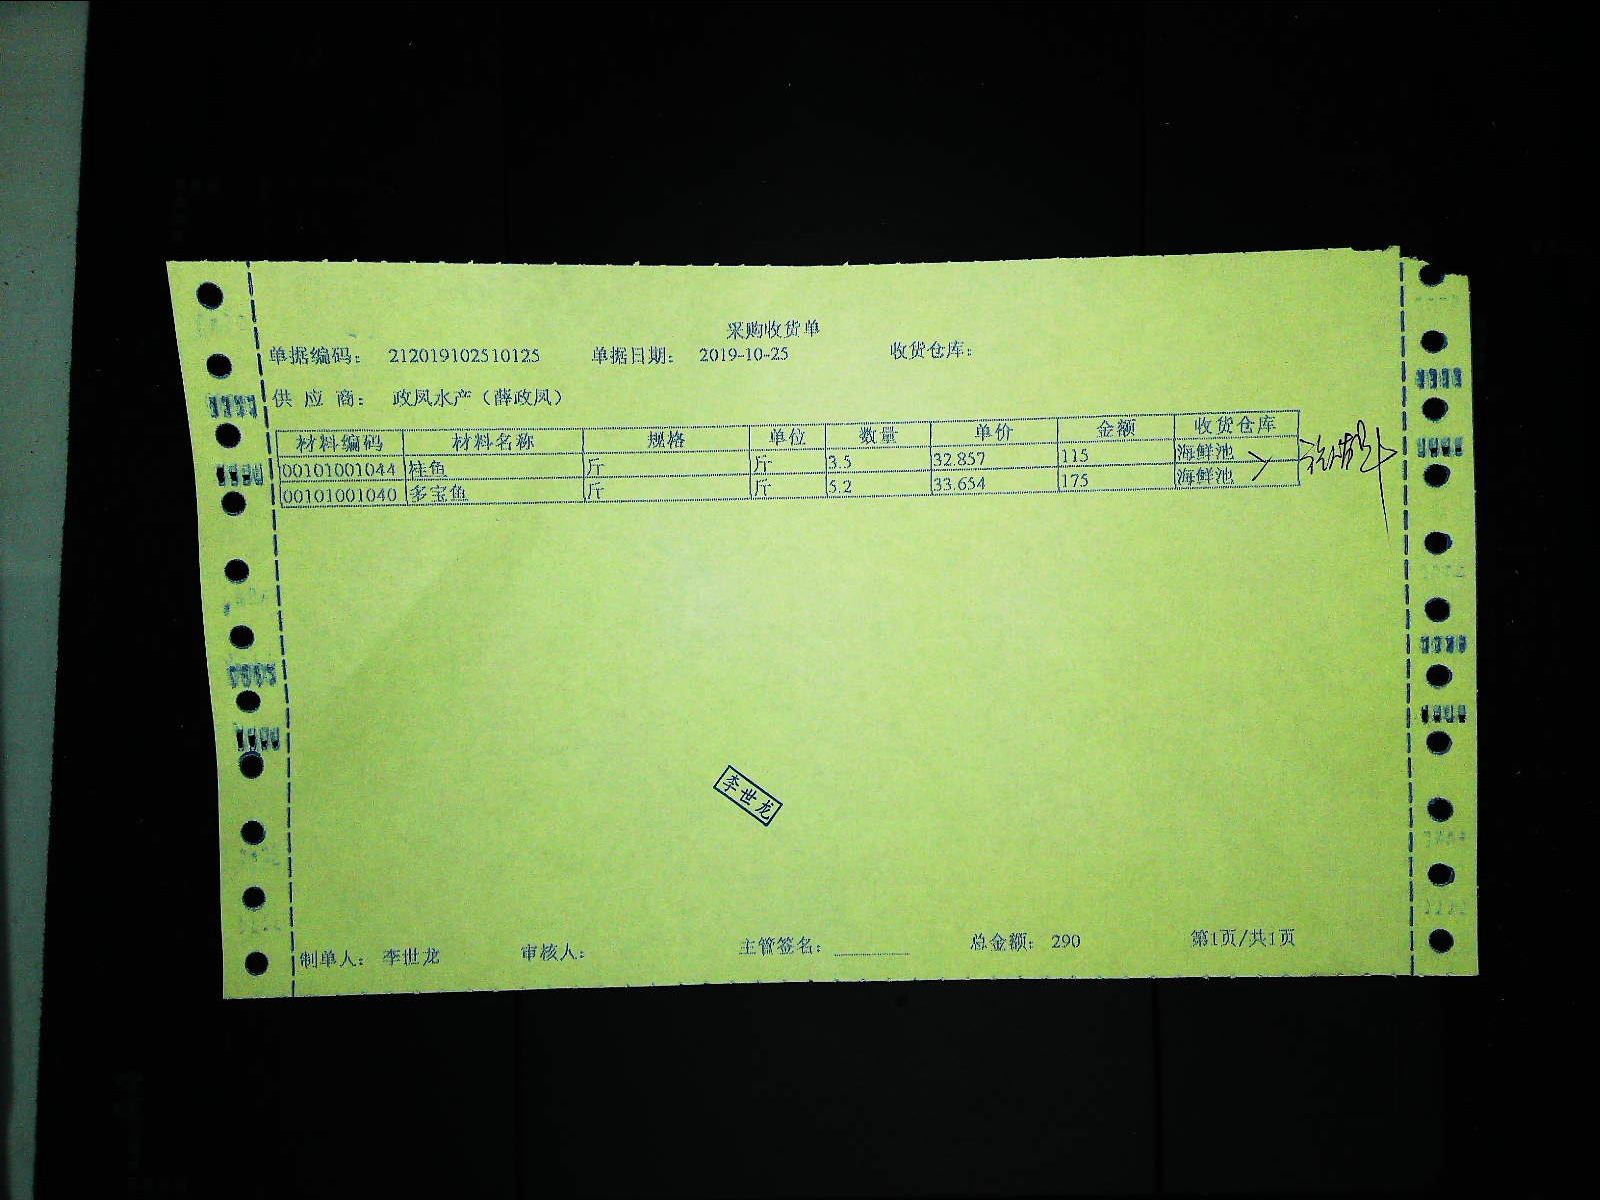 采购收货单
单据编码： 212019102510125 单据日期： 2019-10-25 收货仓库：
供 应 商： 政凤水产（薛政凤）
材料编码 材料名称 规格 单位 数量 单价 金额 收货仓库
00101001044 桂鱼 斤 斤 3.5 32.857 115 海鲜池
00101001040 多宝鱼 斤 斤 5.2 33.654 175 海鲜池
李世龙
制单人： 李世龙 审核人： 主管签名： 总金额： 290 第1页/共1页